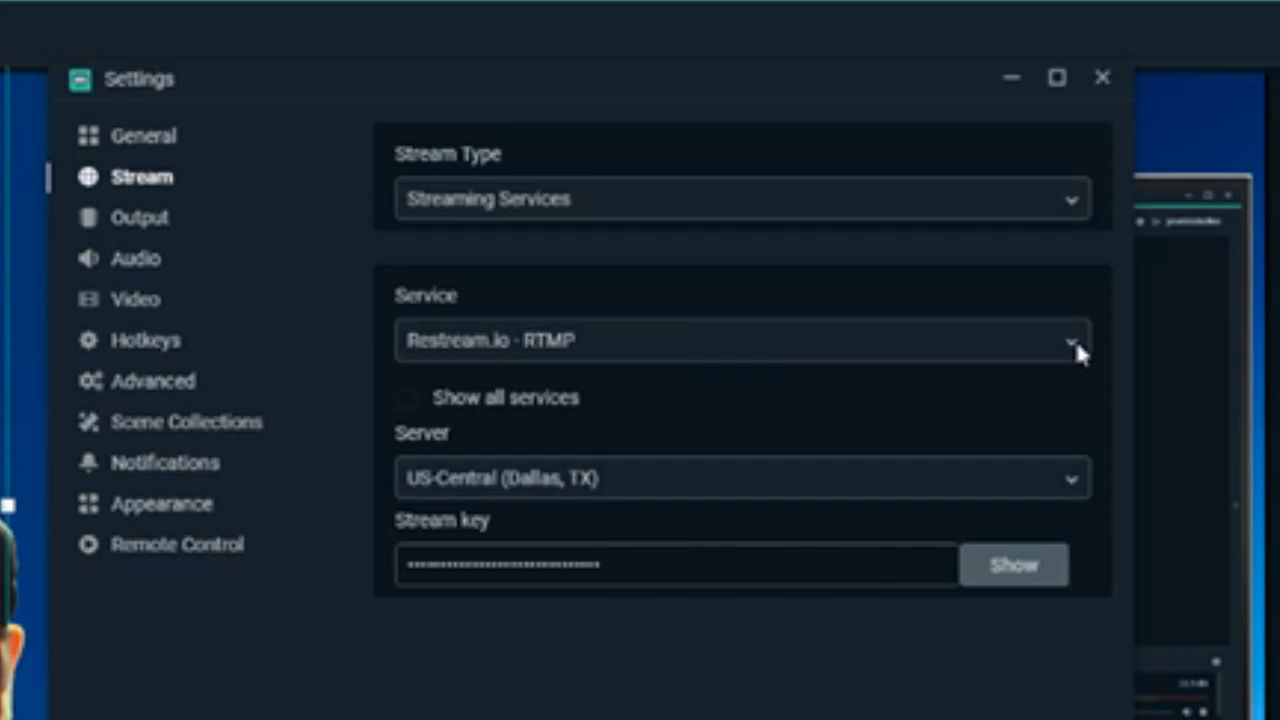 Settings
General
Stream
Output
Audio
Video
Hotkeys
Advanced
Scene Collections
Notifications
Appearance
Remote Control
Stream Type
Streaming Services
Service
Restream.io - RTMP
Show all services
Server
US-Central (Dallas, TX)
Stream key
Show